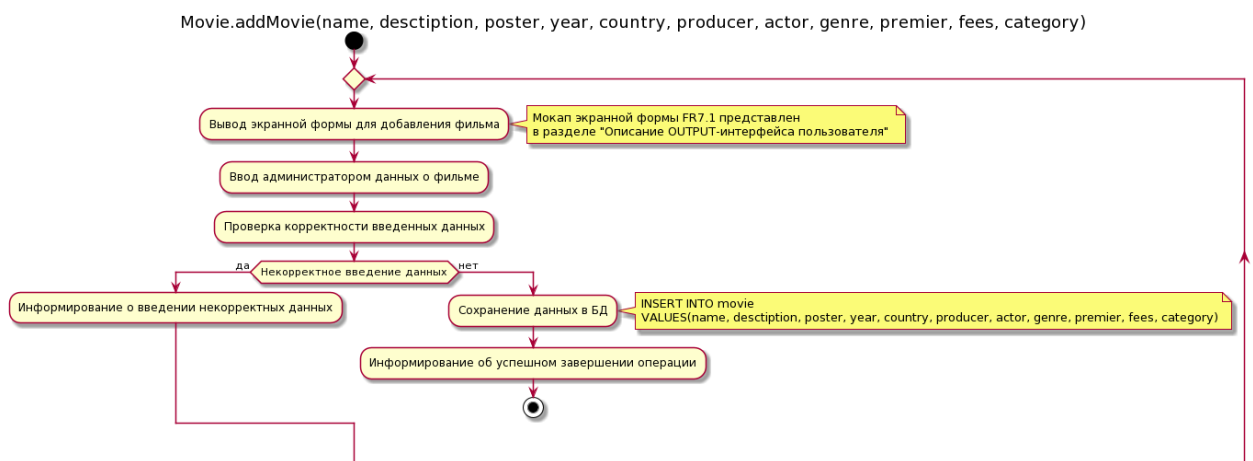 Movie.addMovie(name, desctiption, poster, year, country, producer, actor, genre, premier, fees, category)
Вывод экранной формы для добавления фильма
Мокап экранной формы FR7.1 представлен
в разделе "Описание OUTPUT-интерфейса пользователя"
Ввод администратором данных о фильме
Проверка корректности введенных данных
да
Некорректное введение данных
нет
Информирование о введении некорректных данных
Сохранение данных в БД
INSERT INTO movie
VALUES(name, desctiption, poster, year, country, producer, actor, genre, premier, fees, category)
Информирование об успешном завершении операции